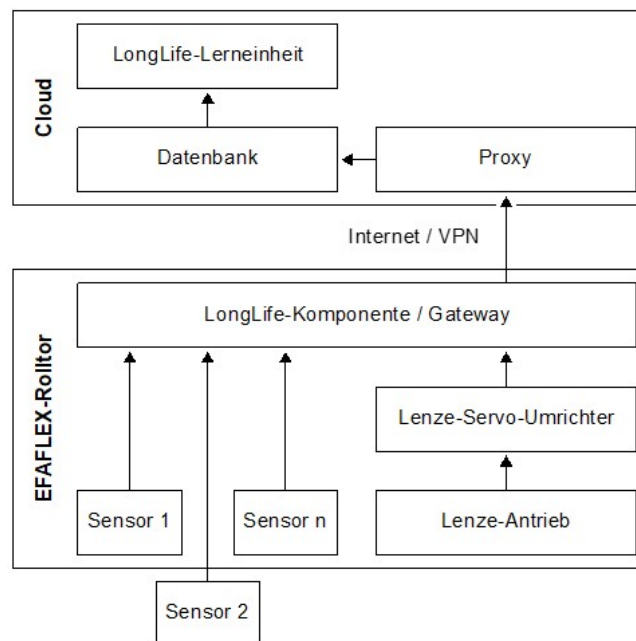 Cloud
LongLife-Lerneinheit
Datenbank
Proxy
Internet / VPN
EFAFLEX-Rolltor
LongLife-Komponente / Gateway
Lenze-Servo-Umrichter
Sensor 1
Sensor n
Lenze-Antrieb
Sensor 2